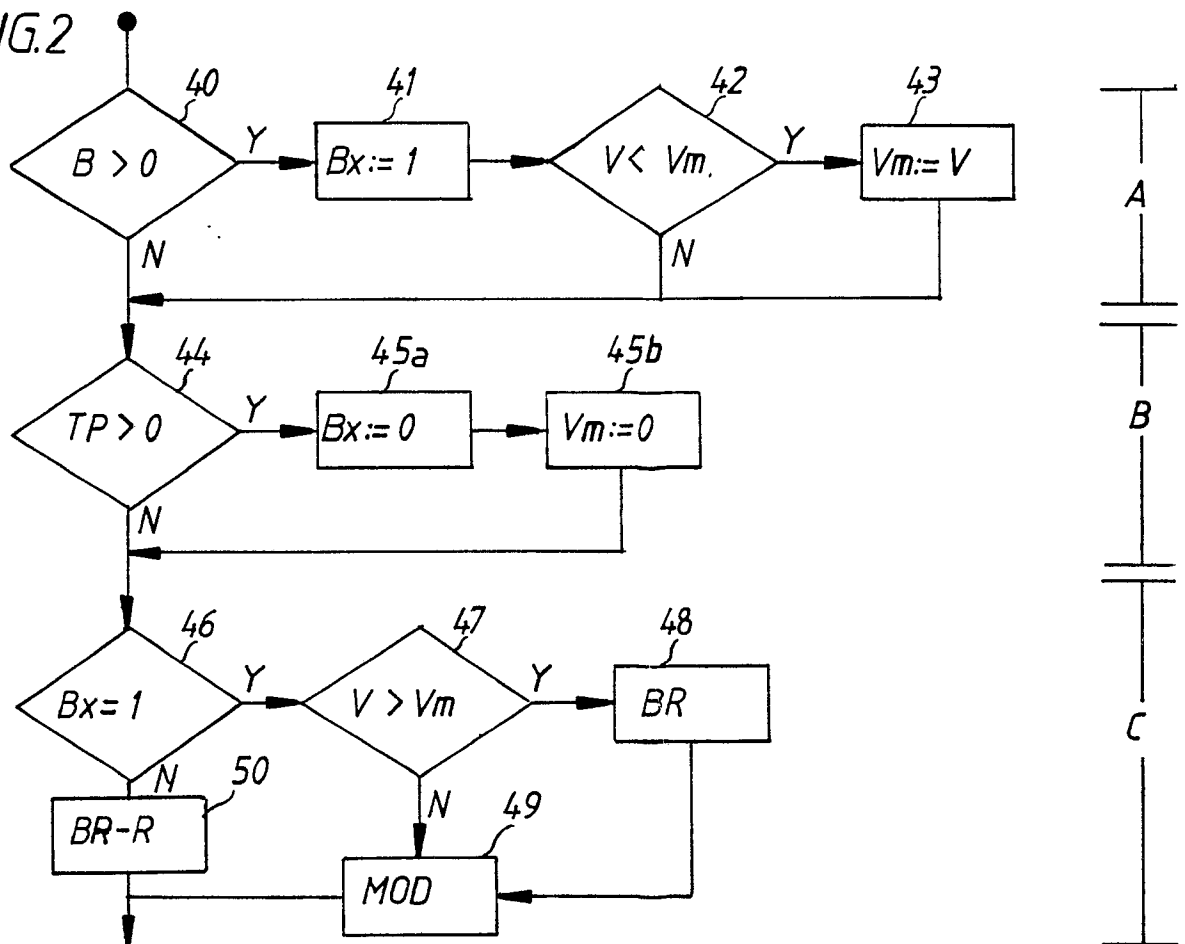 IG.2
40
41
42
43
B > 0
Y
Bx:= 1
V < Vm.
Y
Vm:= V
A
N
N
44
45a
45b
TP > 0
Y
Bx:= 0
Vm:=0
B
N
46
47
48
Bx= 1
Y
V > Vm
Y
BR
C
N
50
N
49
BR-R
MOD